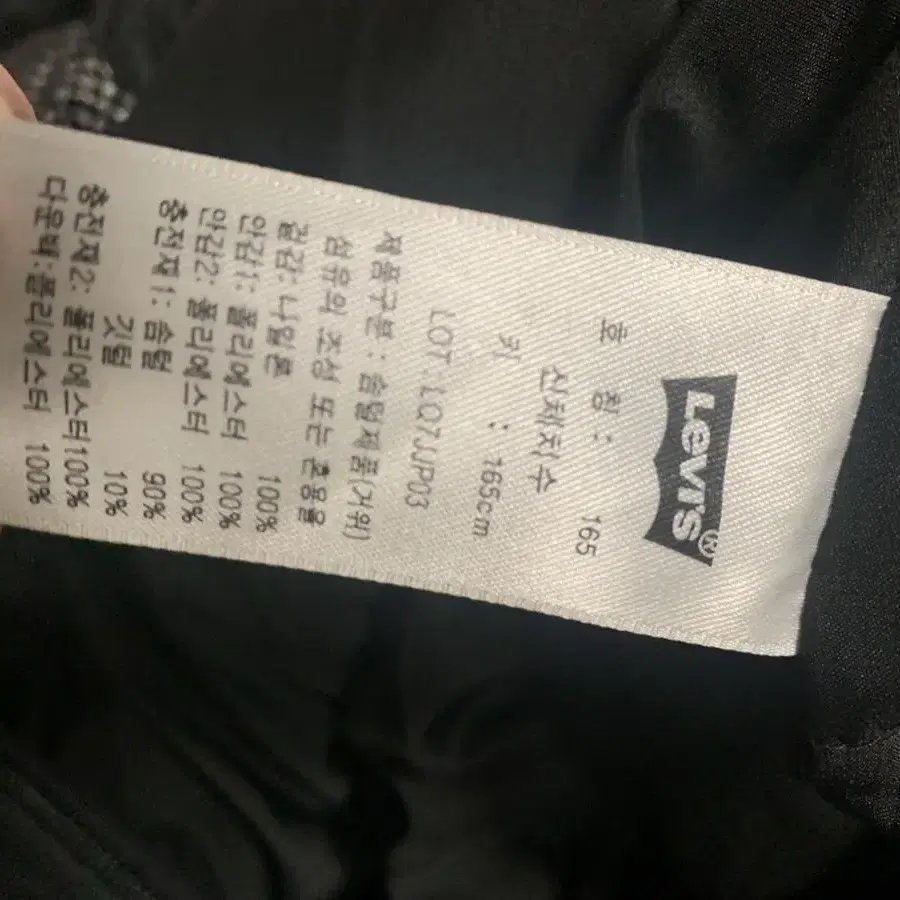 LEVI'S®
호 칭 : 165
신체치수
키 : 165cm
LOT. LQ7JJP03
제품구분 : 솜털제품(거위)
섬유의 조성 또는 혼용율
겉감: 나일론 100%
안감1: 폴리에스터 100%
안감2: 폴리에스터 100%
충전재1: 솜털 90%
깃털 10%
충전재2: 폴리에스터100%
다운백:폴리에스터 100%